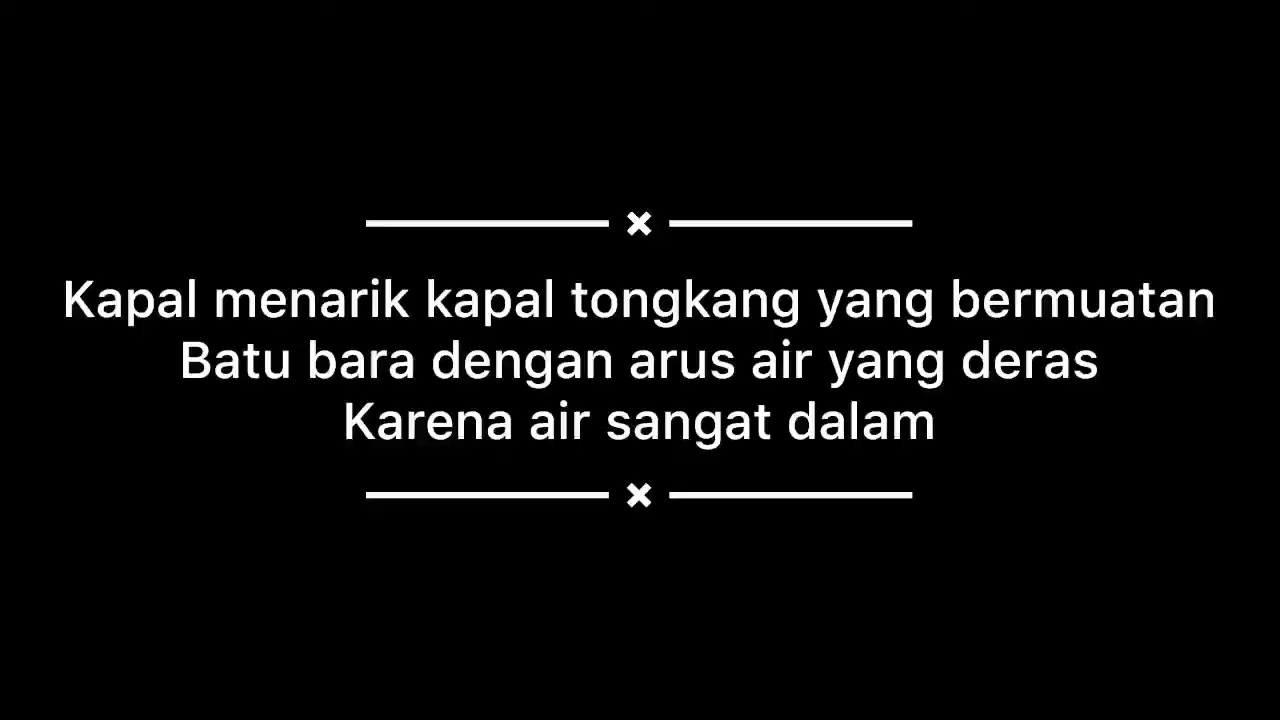 Kapal menarik kapal tongkang yang bermuatan
Batu bara dengan arus air yang deras
Karena air sangat dalam